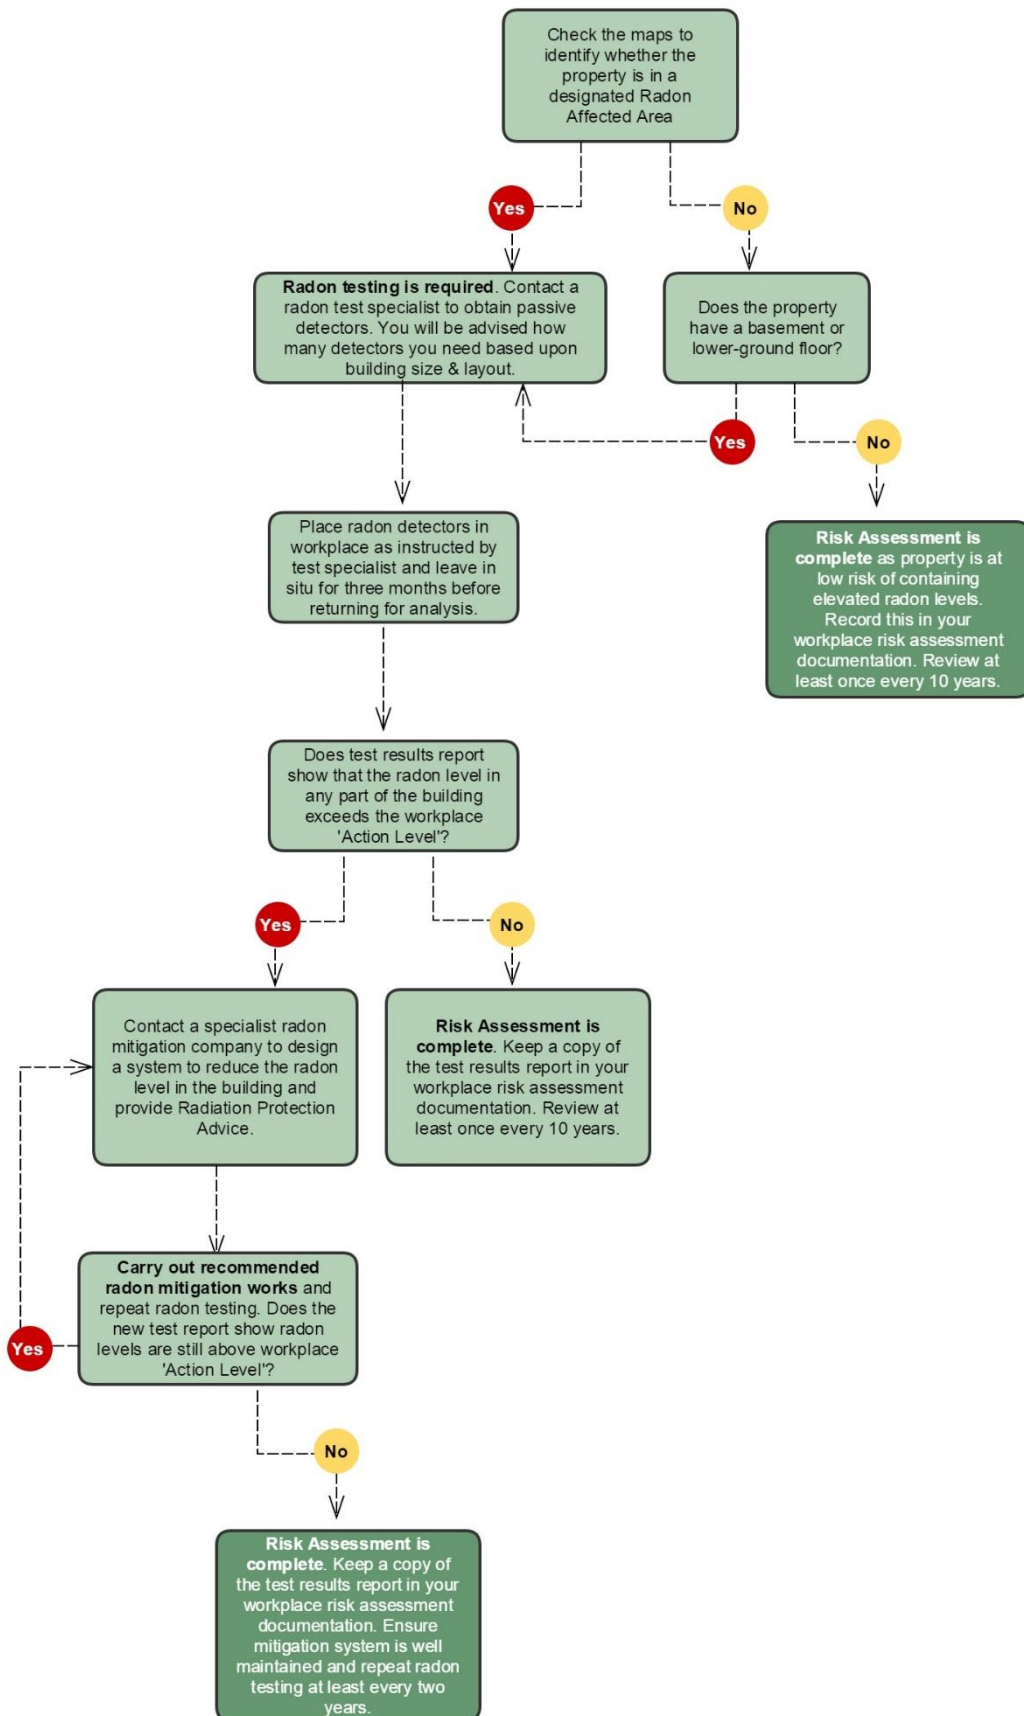 Check the maps to
identify whether the
property is in a
designated Radon
Affected Area
Yes
No
Radon testing is required. Contact a
radon test specialist to obtain passive
detectors. You will be advised how
many detectors you need based upon
building size & layout.
Does the property
have a basement or
lower-ground floor?
Yes
No
Place radon detectors in
workplace as instructed by
test specialist and leave in
situ for three months before
returning for analysis.
Risk Assessment is
complete as property is at
low risk of containing
elevated radon levels.
Record this in your
workplace risk assessment
documentation. Review at
least once every 10 years.
Does test results report
show that the radon level in
any part of the building
exceeds the workplace
'Action Level'?
Yes
No
Contact a specialist radon
mitigation company to design
a system to reduce the radon
level in the building and
provide Radiation Protection
Advice.
Risk Assessment is
complete. Keep a copy of
the test results report in your
workplace risk assessment
documentation. Review at
least once every 10 years.
Carry out recommended
radon mitigation works and
repeat radon testing. Does the
new test report show radon
levels are still above workplace
'Action Level'?
Yes
No
Risk Assessment is
complete. Keep a copy of
the test results report in your
workplace risk assessment
documentation. Ensure
mitigation system is well
maintained and repeat radon
testing at least every two
years.